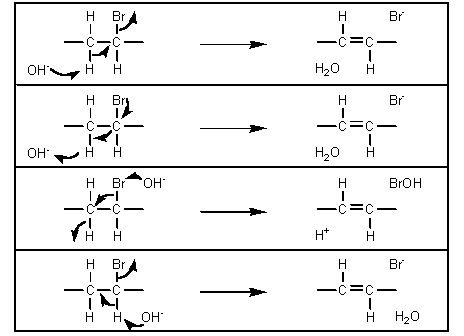 H Br H Br-
C C C = C
OH- H H H2O H
H Br H Br-
C C C = C
OH- H H H2O H
H Br OH- H BrOH
C C C = C
H H H+ H
H Br H Br-
C C C = C
H H OH- H H2O